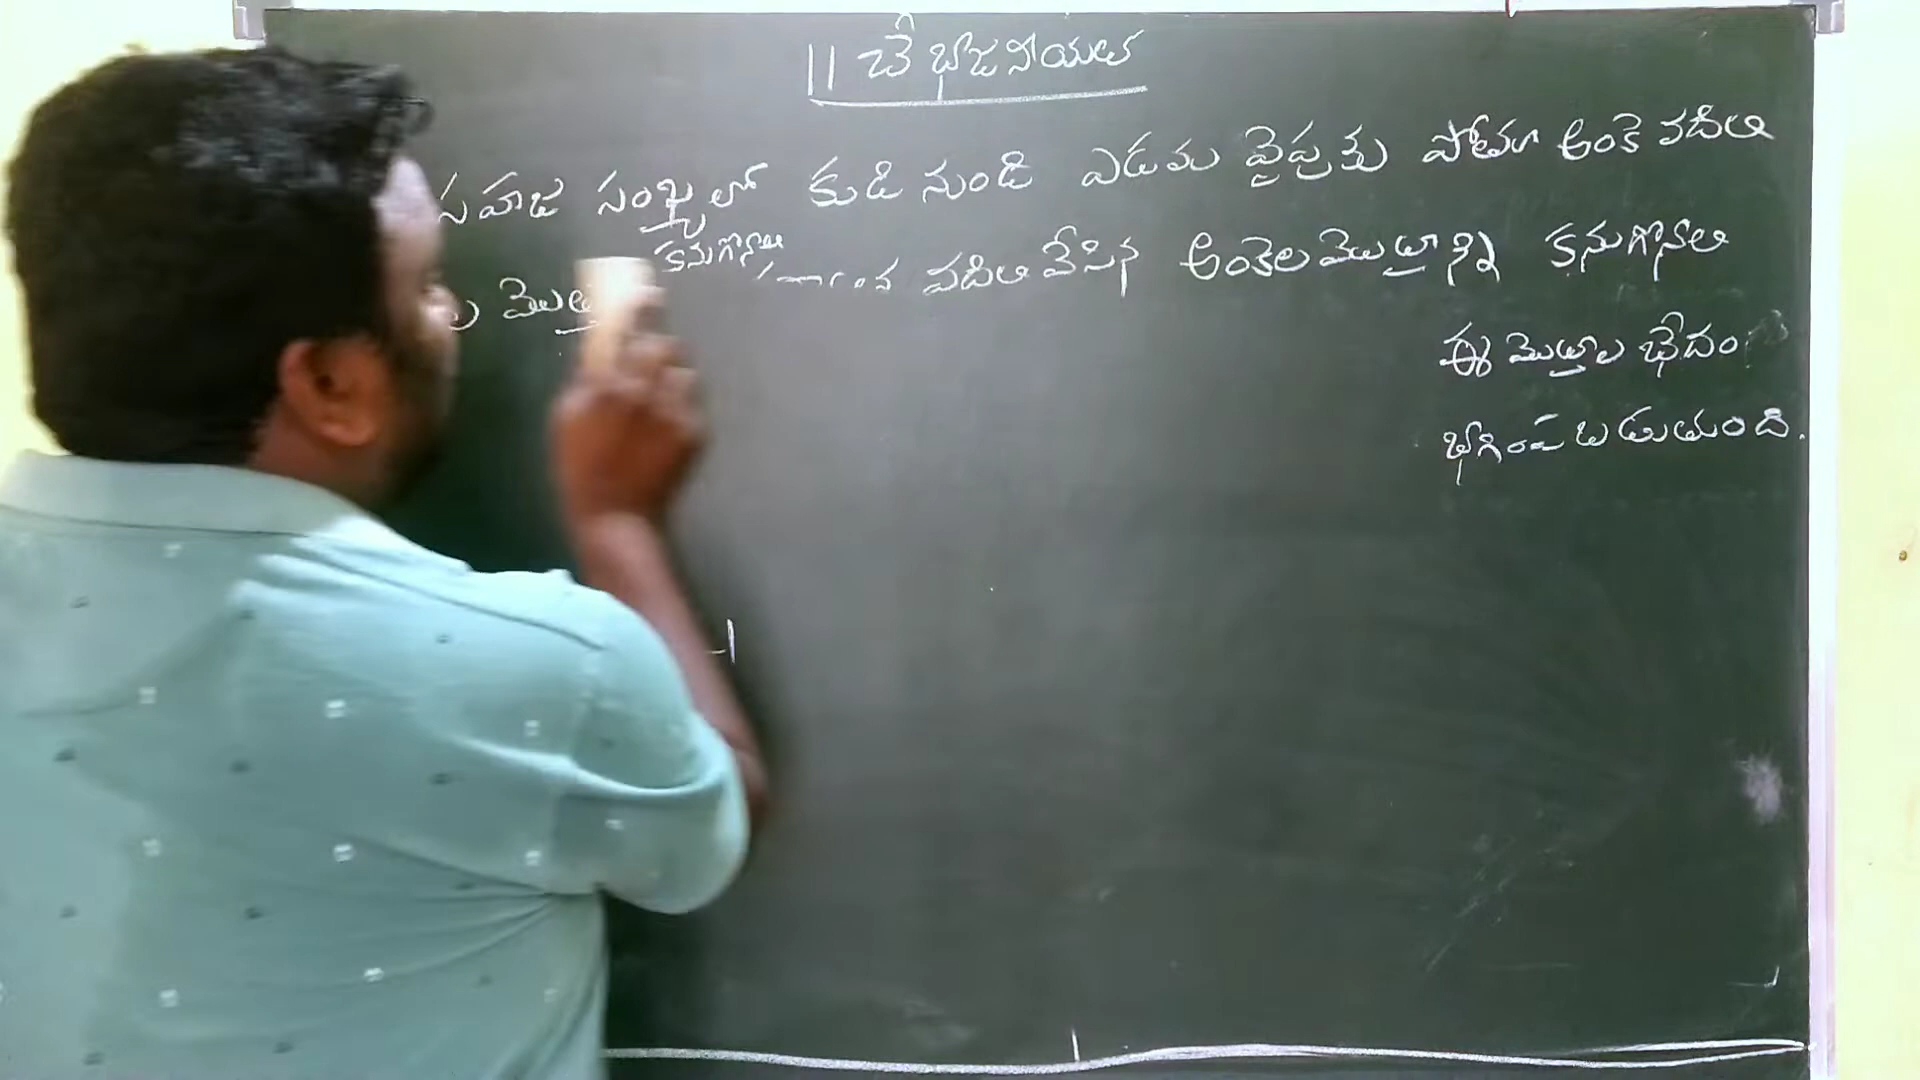 11 చే భాజనీయత
సహజ సంఖ్యలో కుడి నుండి ఎడమ వైపుకు పోతూ అంకె వదిలి
కనుగొనాలి
మొత్త వదిలి వేసిన అంకెల మొత్తాన్ని కనుగొనాలి
ఈ మొత్తాల భేదం
భాగింపబడుతుంది.